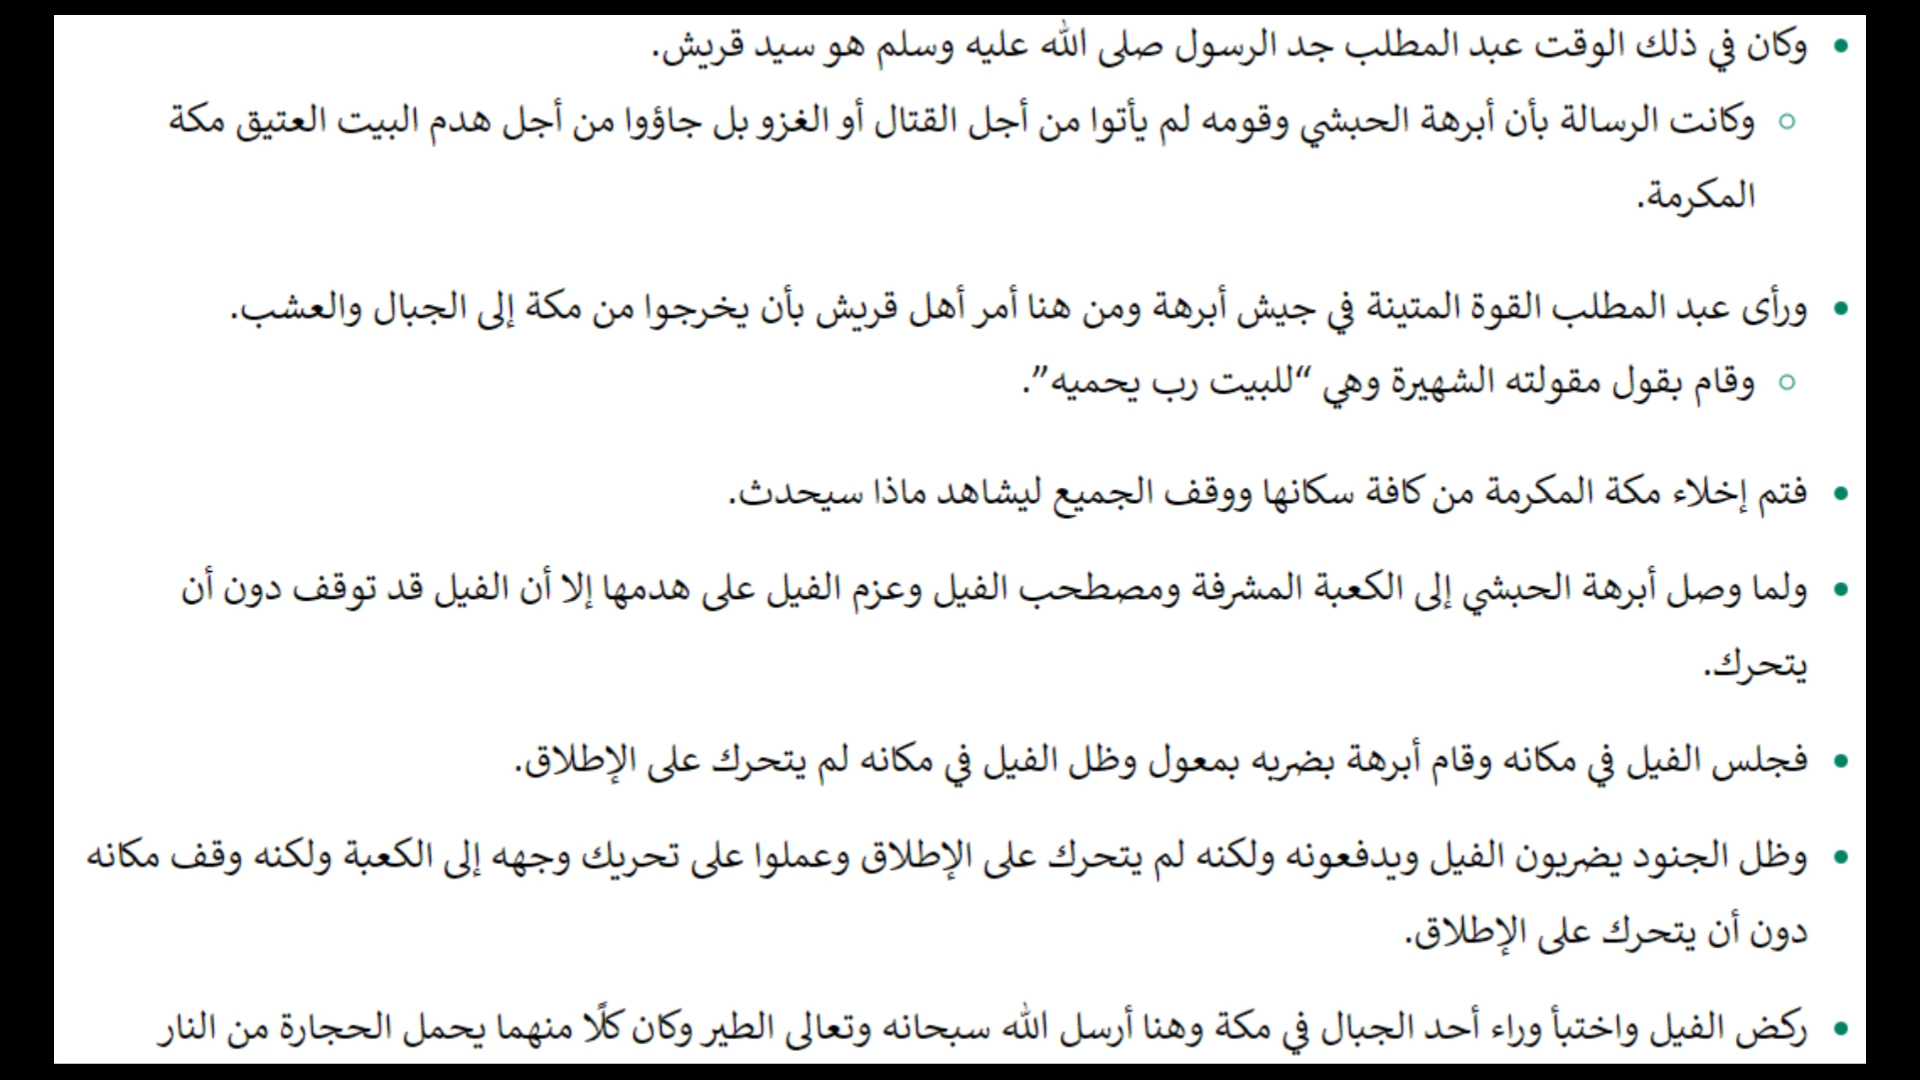 وكان في ذلك الوقت عبد المطلب جد الرسول صلى الله عليه وسلم هو سيد قريش.
وكانت الرسالة بأن أبرهة الحبشي وقومه لم يأتوا من أجل القتال أو الغزو بل جاؤوا من أجل هدم البيت العتيق مكة
المكرمة.
ورأى عبد المطلب القوة المتينة في جيش أبرهة ومن هنا أمر أهل قريش بأن يخرجوا من مكة إلى الجبال والعشب.
وقام بقول مقولته الشهيرة وهي “للبيت رب يحميه”.
فتم إخلاء مكة المكرمة من كافة سكانها ووقف الجميع ليشاهد ماذا سيحدث.
ولما وصل أبرهة الحبشي إلى الكعبة المشرفة ومصطحب الفيل وعزم الفيل على هدمها إلا أن الفيل قد توقف دون أن
يتحرك.
فجلس الفيل في مكانه وقام أبرهة بضربه بمعول وظل الفيل في مكانه لم يتحرك على الإطلاق.
وظل الجنود يضربون الفيل ويدفعونه ولكنه لم يتحرك على الإطلاق وعملوا على تحريك وجهه إلى الكعبة ولكنه وقف مكانه
دون أن يتحرك على الإطلاق.
ركض الفيل واختبأ وراء أحد الجبال في مكة وهنا أرسل الله سبحانه وتعالى الطير وكان كلًا منهما يحمل الحجارة من النار